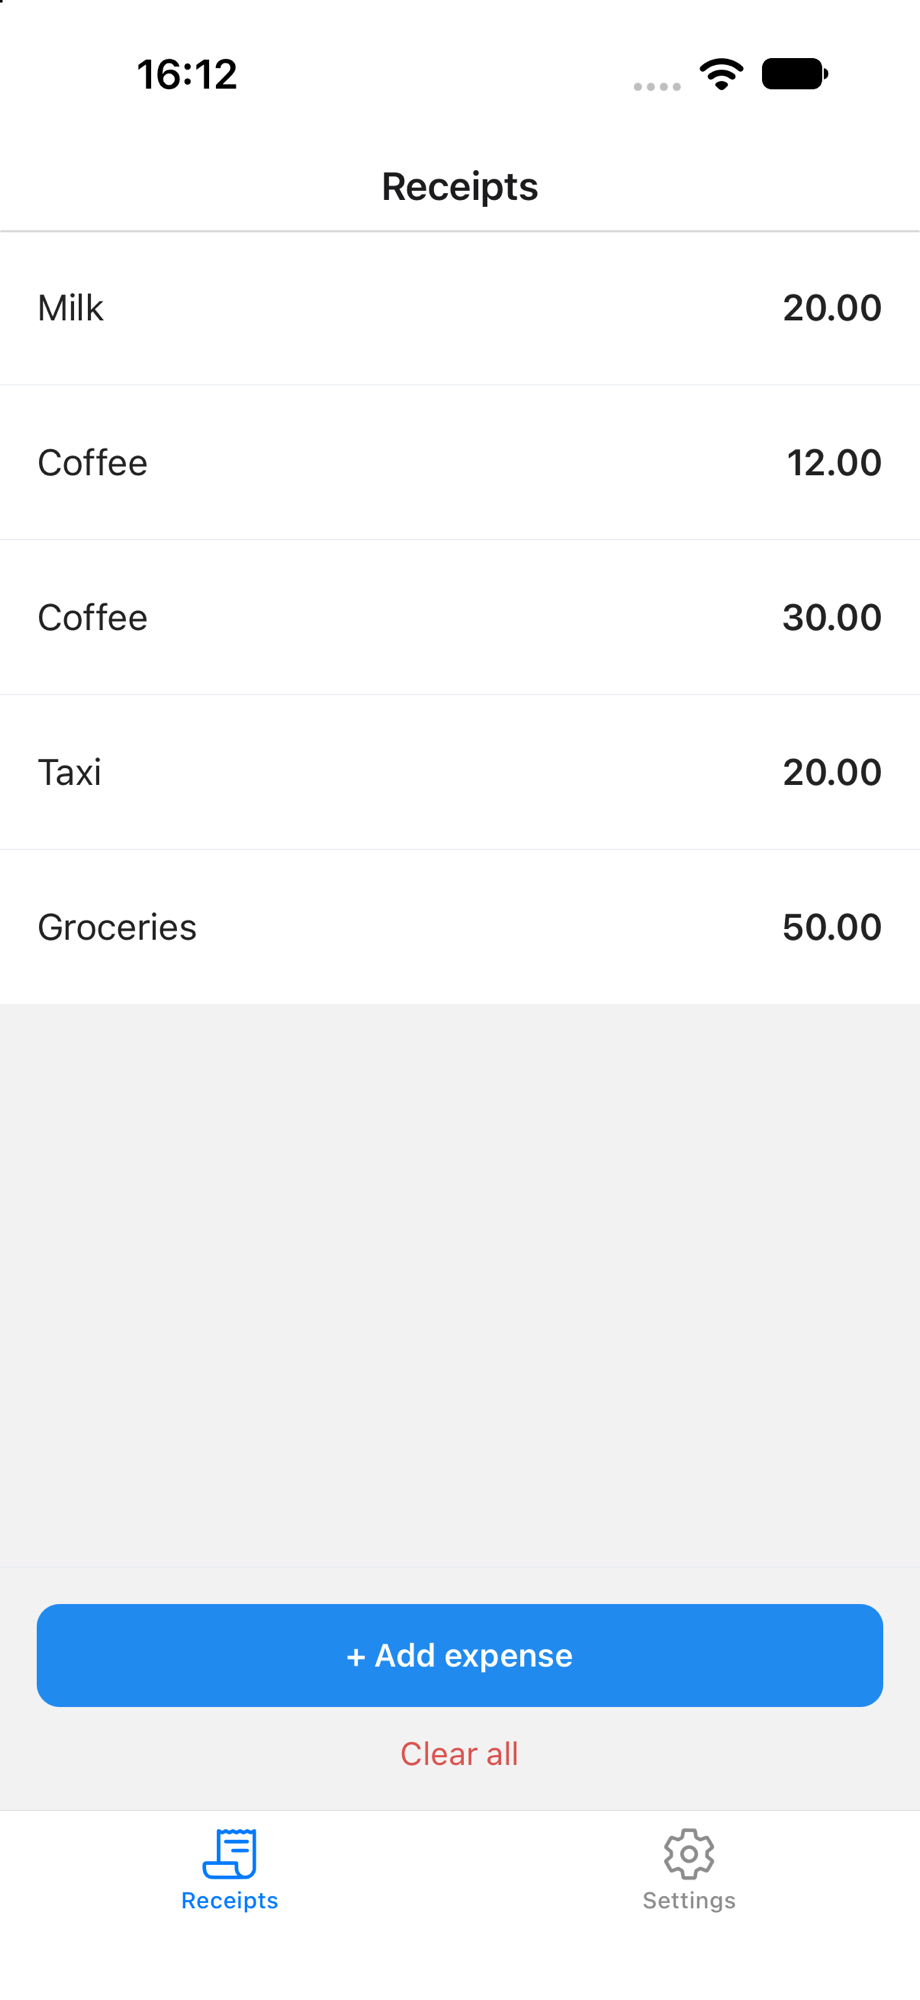 16:12
Receipts
Milk 20.00
Coffee 12.00
Coffee 30.00
Taxi 20.00
Groceries 50.00
+ Add expense
Clear all
Receipts Settings